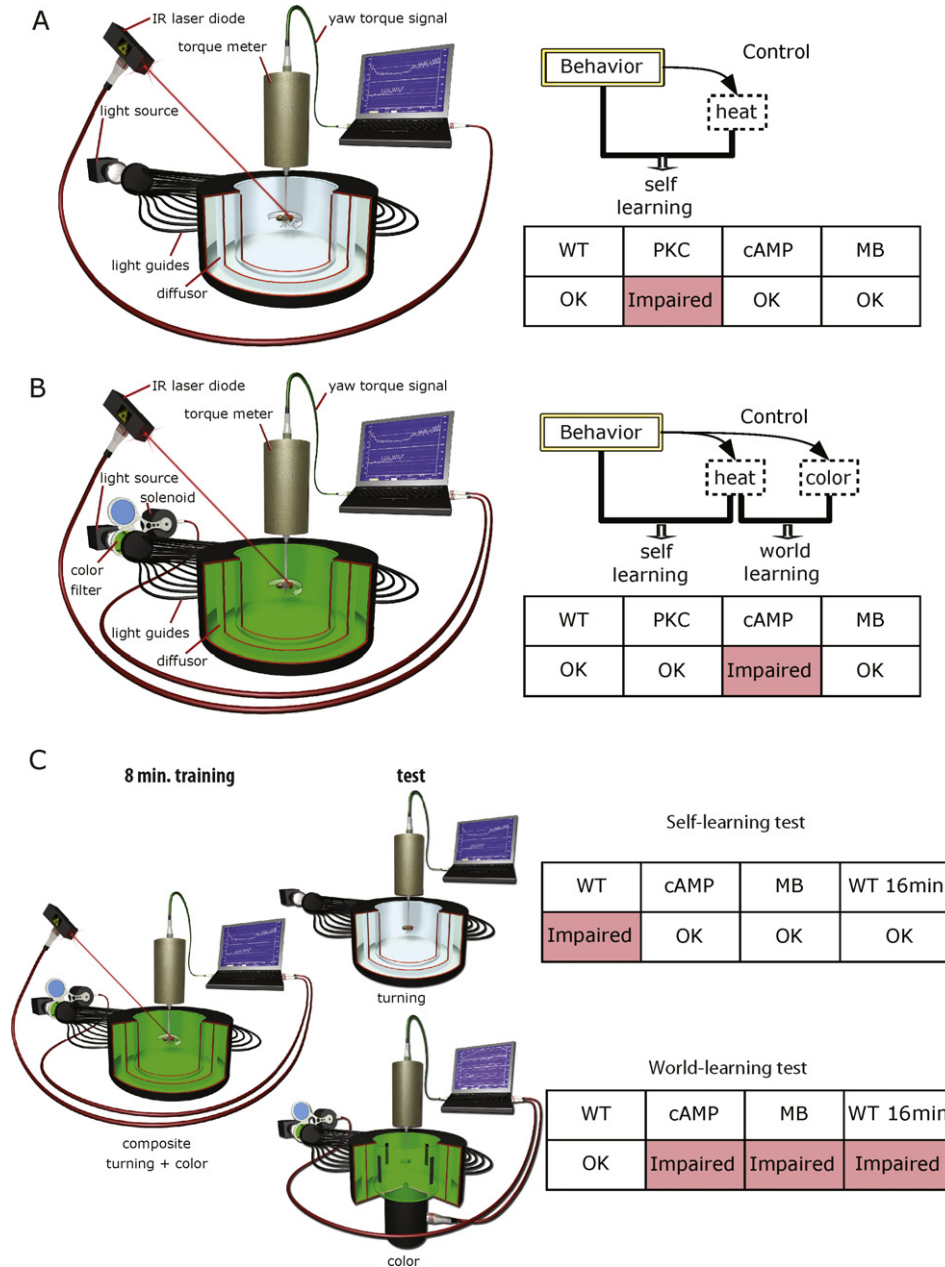 A
IR laser diode
yaw torque signal
torque meter
light source
light guides
diffusor
Behavior
Control
heat
self
learning
WT PKC cAMP MB
OK Impaired OK OK
B
IR laser diode
yaw torque signal
torque meter
light source
solenoid
color
filter
light guides
diffusor
Behavior
Control
heat color
self world
learning learning
WT PKC cAMP MB
OK OK Impaired OK
C
8 min. training test
turning
composite
turning + color
color
Self-learning test
WT cAMP MB WT 16min
Impaired OK OK OK
World-learning test
WT cAMP MB WT 16min
OK Impaired Impaired Impaired